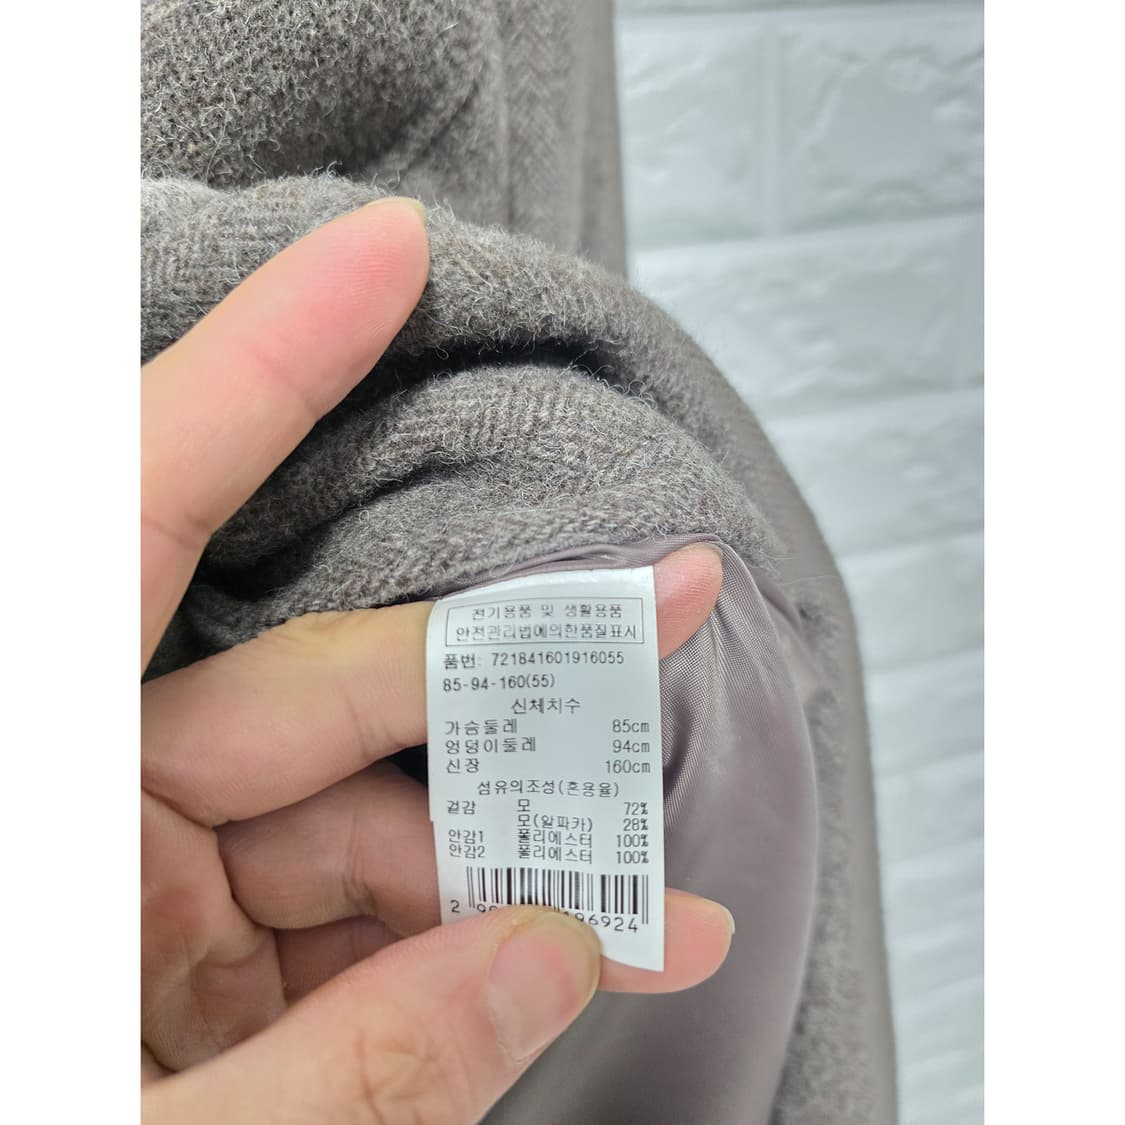 전기용품 및 생활용품
안전관리법에의한품질표시
품번: 721841601916055
85-94-160(55)
신체치수
가슴둘레 85cm
엉덩이둘레 94cm
신장 160cm
섬유의조성(혼용율)
겉감 모 72%
모(알파카) 28%
안감1 폴리에스터 100%
안감2 폴리에스터 100%